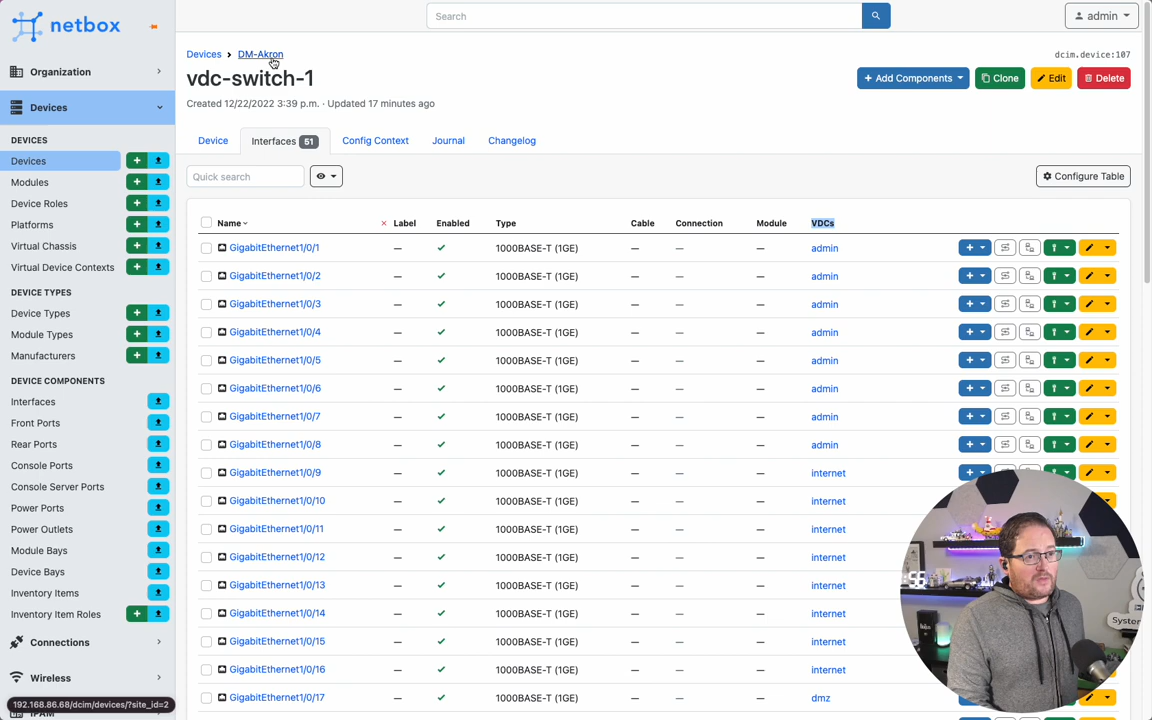 netbox
Search
admin
Organization
Devices
DEVICES
Devices
Modules
Device Roles
Platforms
Virtual Chassis
Virtual Device Contexts
DEVICE TYPES
Device Types
Module Types
Manufacturers
DEVICE COMPONENTS
Interfaces
Front Ports
Rear Ports
Console Ports
Console Server Ports
Power Ports
Power Outlets
Module Bays
Device Bays
Inventory Items
Inventory Item Roles
Connections
Wireless
192.168.86.68/dcim/devices/?site_id=2
Devices > DM-Akron
dcim.device:107
vdc-switch-1
+ Add Components Clone Edit Delete
Created 12/22/2022 3:39 p.m. · Updated 17 minutes ago
Device Interfaces 51 Config Context Journal Changelog
Quick search Configure Table
Name Label Enabled Type Cable Connection Module VDCs
GigabitEthernet1/0/1 — 1000BASE-T (1GE) — — — admin
GigabitEthernet1/0/2 — 1000BASE-T (1GE) — — — admin
GigabitEthernet1/0/3 — 1000BASE-T (1GE) — — — admin
GigabitEthernet1/0/4 — 1000BASE-T (1GE) — — — admin
GigabitEthernet1/0/5 — 1000BASE-T (1GE) — — — admin
GigabitEthernet1/0/6 — 1000BASE-T (1GE) — — — admin
GigabitEthernet1/0/7 — 1000BASE-T (1GE) — — — admin
GigabitEthernet1/0/8 — 1000BASE-T (1GE) — — — admin
GigabitEthernet1/0/9 — 1000BASE-T (1GE) — — — internet
GigabitEthernet1/0/10 — 1000BASE-T (1GE) — — — internet
GigabitEthernet1/0/11 — 1000BASE-T (1GE) — — — internet
GigabitEthernet1/0/12 — 1000BASE-T (1GE) — — — internet
GigabitEthernet1/0/13 — 1000BASE-T (1GE) — — — internet
GigabitEthernet1/0/14 — 1000BASE-T (1GE) — — — internet
GigabitEthernet1/0/15 — 1000BASE-T (1GE) — — — internet
GigabitEthernet1/0/16 — 1000BASE-T (1GE) — — — internet
GigabitEthernet1/0/17 — 1000BASE-T (1GE) — — — dmz
:55
System